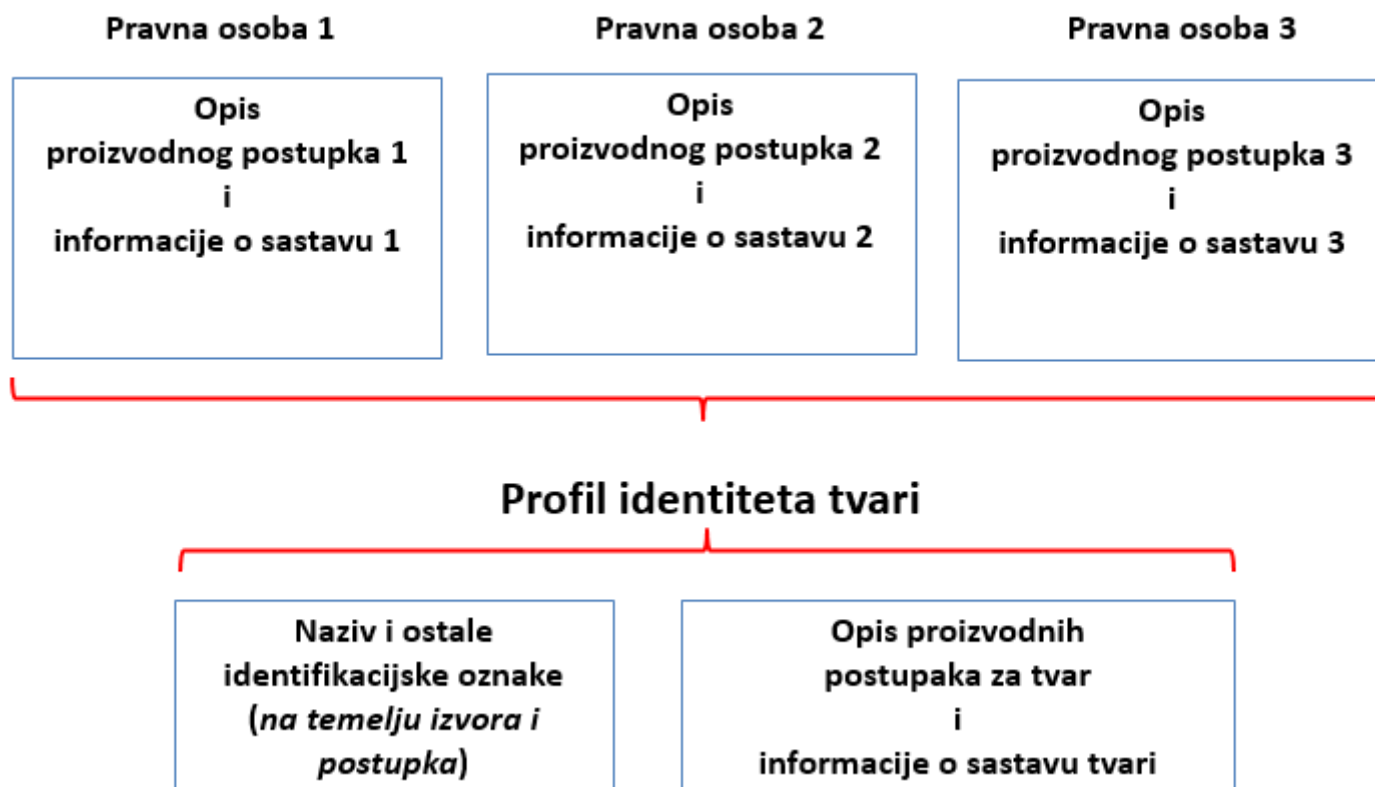 Pravna osoba 1
Pravna osoba 2
Pravna osoba 3
Opis
proizvodnog postupka 1
i
informacije o sastavu 1
Opis
proizvodnog postupka 2
i
informacije o sastavu 2
Opis
proizvodnog postupka 3
i
informacije o sastavu 3
Profil identiteta tvari
Naziv i ostale
identifikacijske oznake
(na temelju izvora i
postupka)
Opis proizvodnih
postupaka za tvar
i
informacije o sastavu tvari